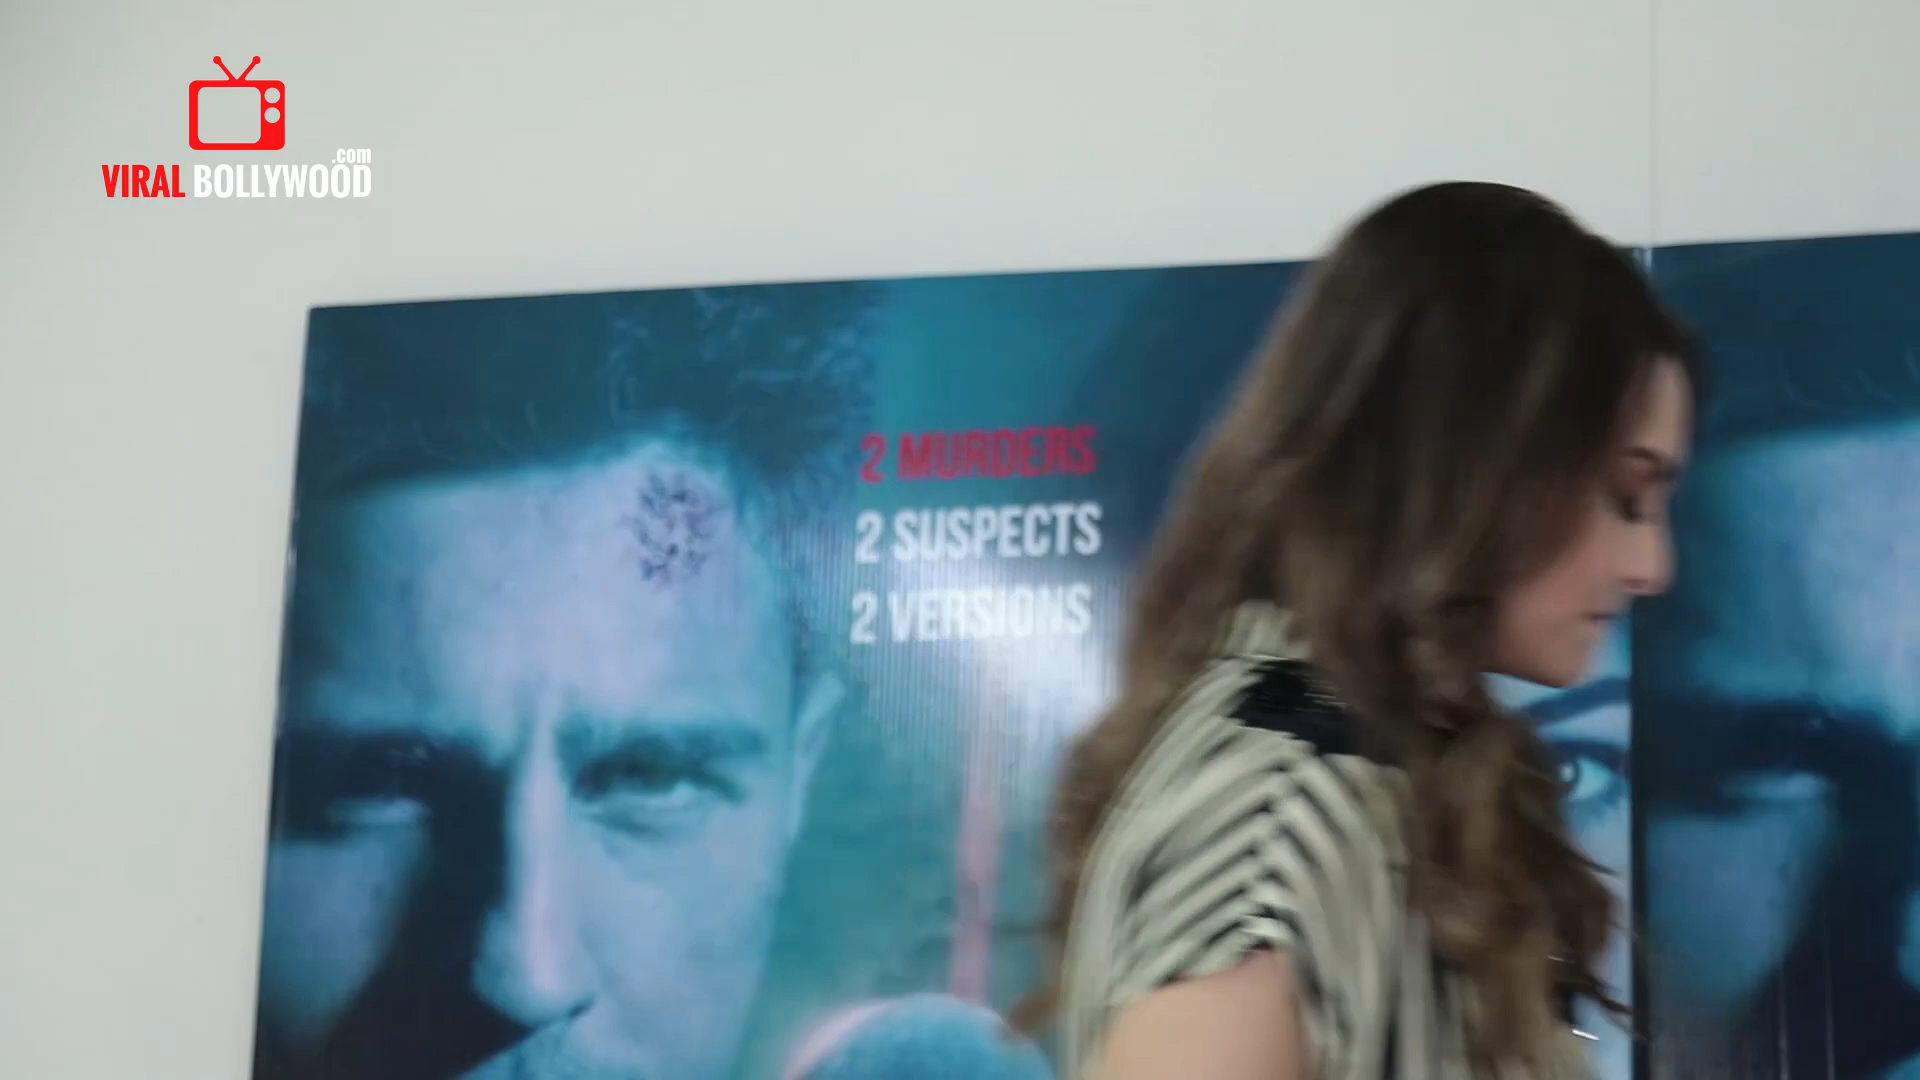 .com
VIRAL BOLLYWOOD
2 MURDERS
2 SUSPECTS
2 VERSIONS